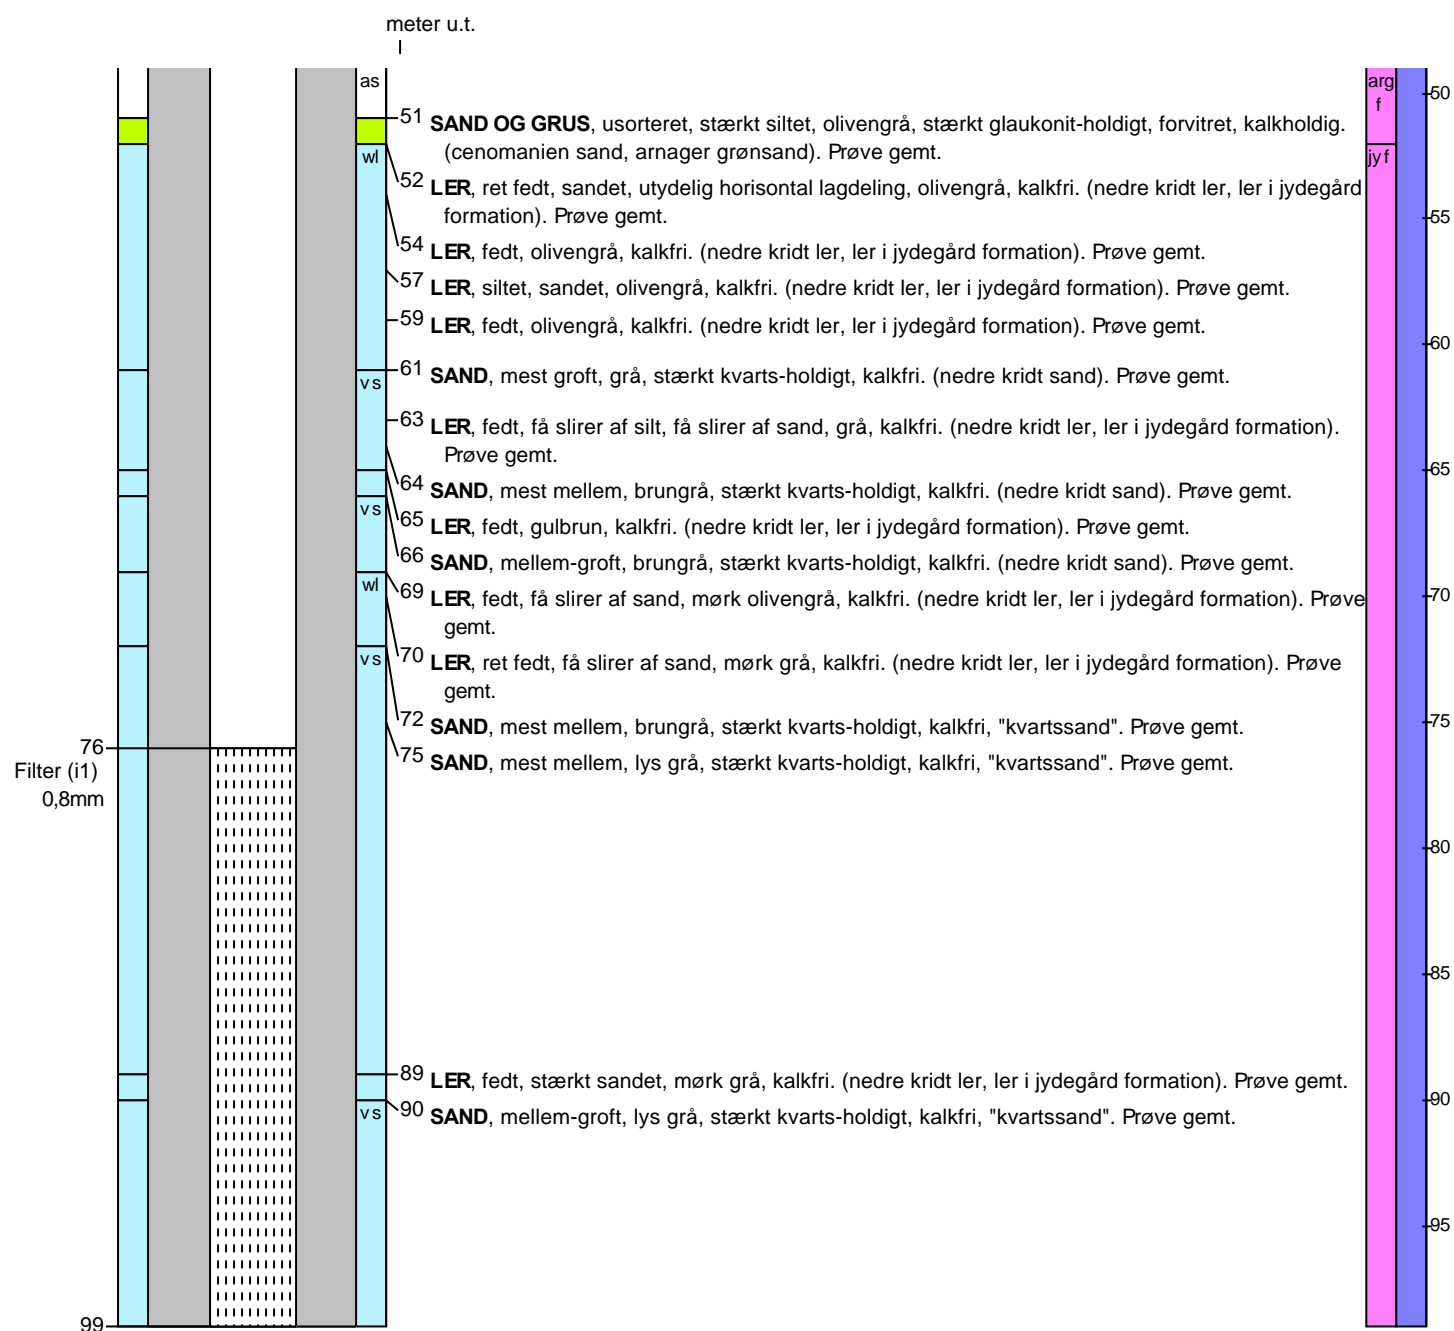 meter u.t.
as
arg
f
50
51 SAND OG GRUS, usorteret, stærkt siltet, olivengrå, stærkt glaukonit-holdigt, forvitret, kalkholdig.
(cenomanien sand, arnager grønsand). Prøve gemt.
wl
jyf
52 LER, ret fedt, sandet, utydelig horisontal lagdeling, olivengrå, kalkfri. (nedre kridt ler, ler i jydegård
formation). Prøve gemt.
55
54 LER, fedt, olivengrå, kalkfri. (nedre kridt ler, ler i jydegård formation). Prøve gemt.
57 LER, siltet, sandet, olivengrå, kalkfri. (nedre kridt ler, ler i jydegård formation). Prøve gemt.
59 LER, fedt, olivengrå, kalkfri. (nedre kridt ler, ler i jydegård formation). Prøve gemt.
60
61 SAND, mest groft, grå, stærkt kvarts-holdigt, kalkfri. (nedre kridt sand). Prøve gemt.
vs
63 LER, fedt, få slirer af silt, få slirer af sand, grå, kalkfri. (nedre kridt ler, ler i jydegård formation).
Prøve gemt.
65
64 SAND, mest mellem, brungrå, stærkt kvarts-holdigt, kalkfri. (nedre kridt sand). Prøve gemt.
vs
65 LER, fedt, gulbrun, kalkfri. (nedre kridt ler, ler i jydegård formation). Prøve gemt.
66 SAND, mellem-groft, brungrå, stærkt kvarts-holdigt, kalkfri. (nedre kridt sand). Prøve gemt.
wl
69 LER, fedt, få slirer af sand, mørk olivengrå, kalkfri. (nedre kridt ler, ler i jydegård formation). Prøve
gemt.
70
vs
70 LER, ret fedt, få slirer af sand, mørk grå, kalkfri. (nedre kridt ler, ler i jydegård formation). Prøve
gemt.
72 SAND, mest mellem, brungrå, stærkt kvarts-holdigt, kalkfri, "kvartssand". Prøve gemt.
75
76
75 SAND, mest mellem, lys grå, stærkt kvarts-holdigt, kalkfri, "kvartssand". Prøve gemt.
Filter (i1)
0,8mm
80
85
89 LER, fedt, stærkt sandet, mørk grå, kalkfri. (nedre kridt ler, ler i jydegård formation). Prøve gemt.
90
vs
90 SAND, mellem-groft, lys grå, stærkt kvarts-holdigt, kalkfri, "kvartssand". Prøve gemt.
95
99